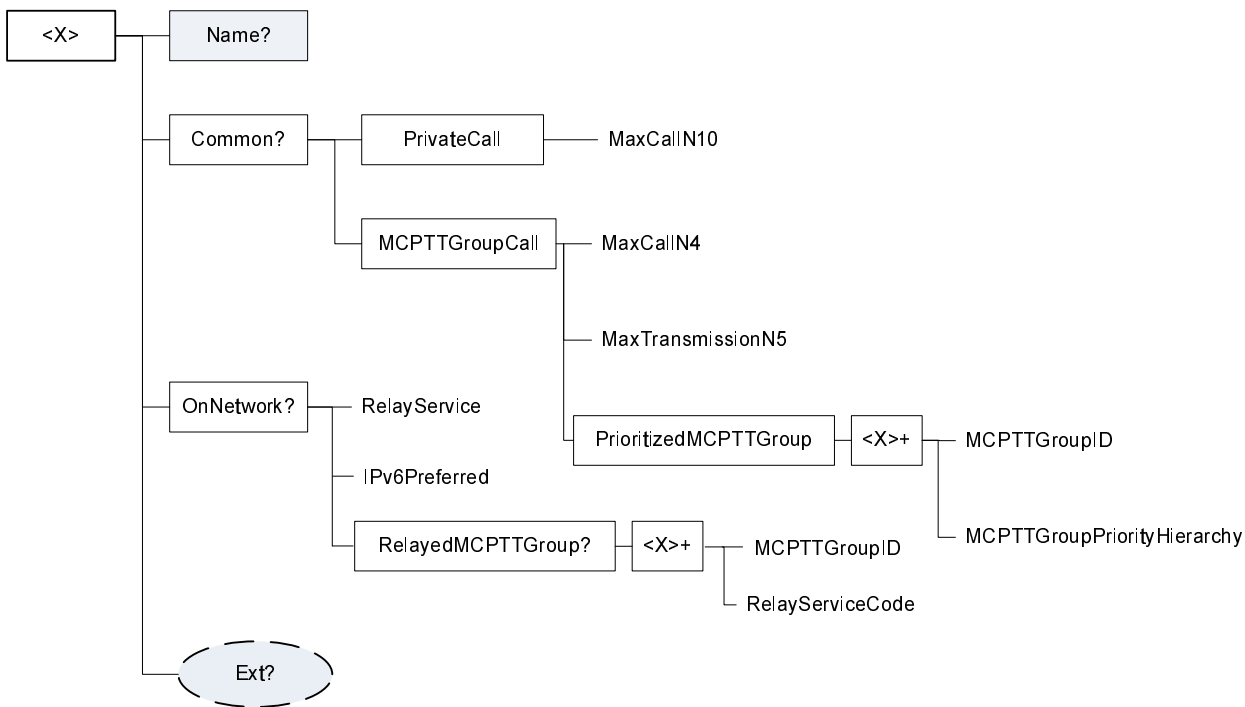 <X>
Name?
Common?
PrivateCall
MaxCallN10
MCPTTGroupCall
MaxCallN4
MaxTransmissionN5
OnNetwork?
RelayService
PrioritizedMCPTTGroup
<X>+
MCPTTGroupID
IPv6Preferred
MCPTTGroupPriorityHierarchy
RelayedMCPTTGroup?
<X>+
MCPTTGroupID
RelayServiceCode
Ext?